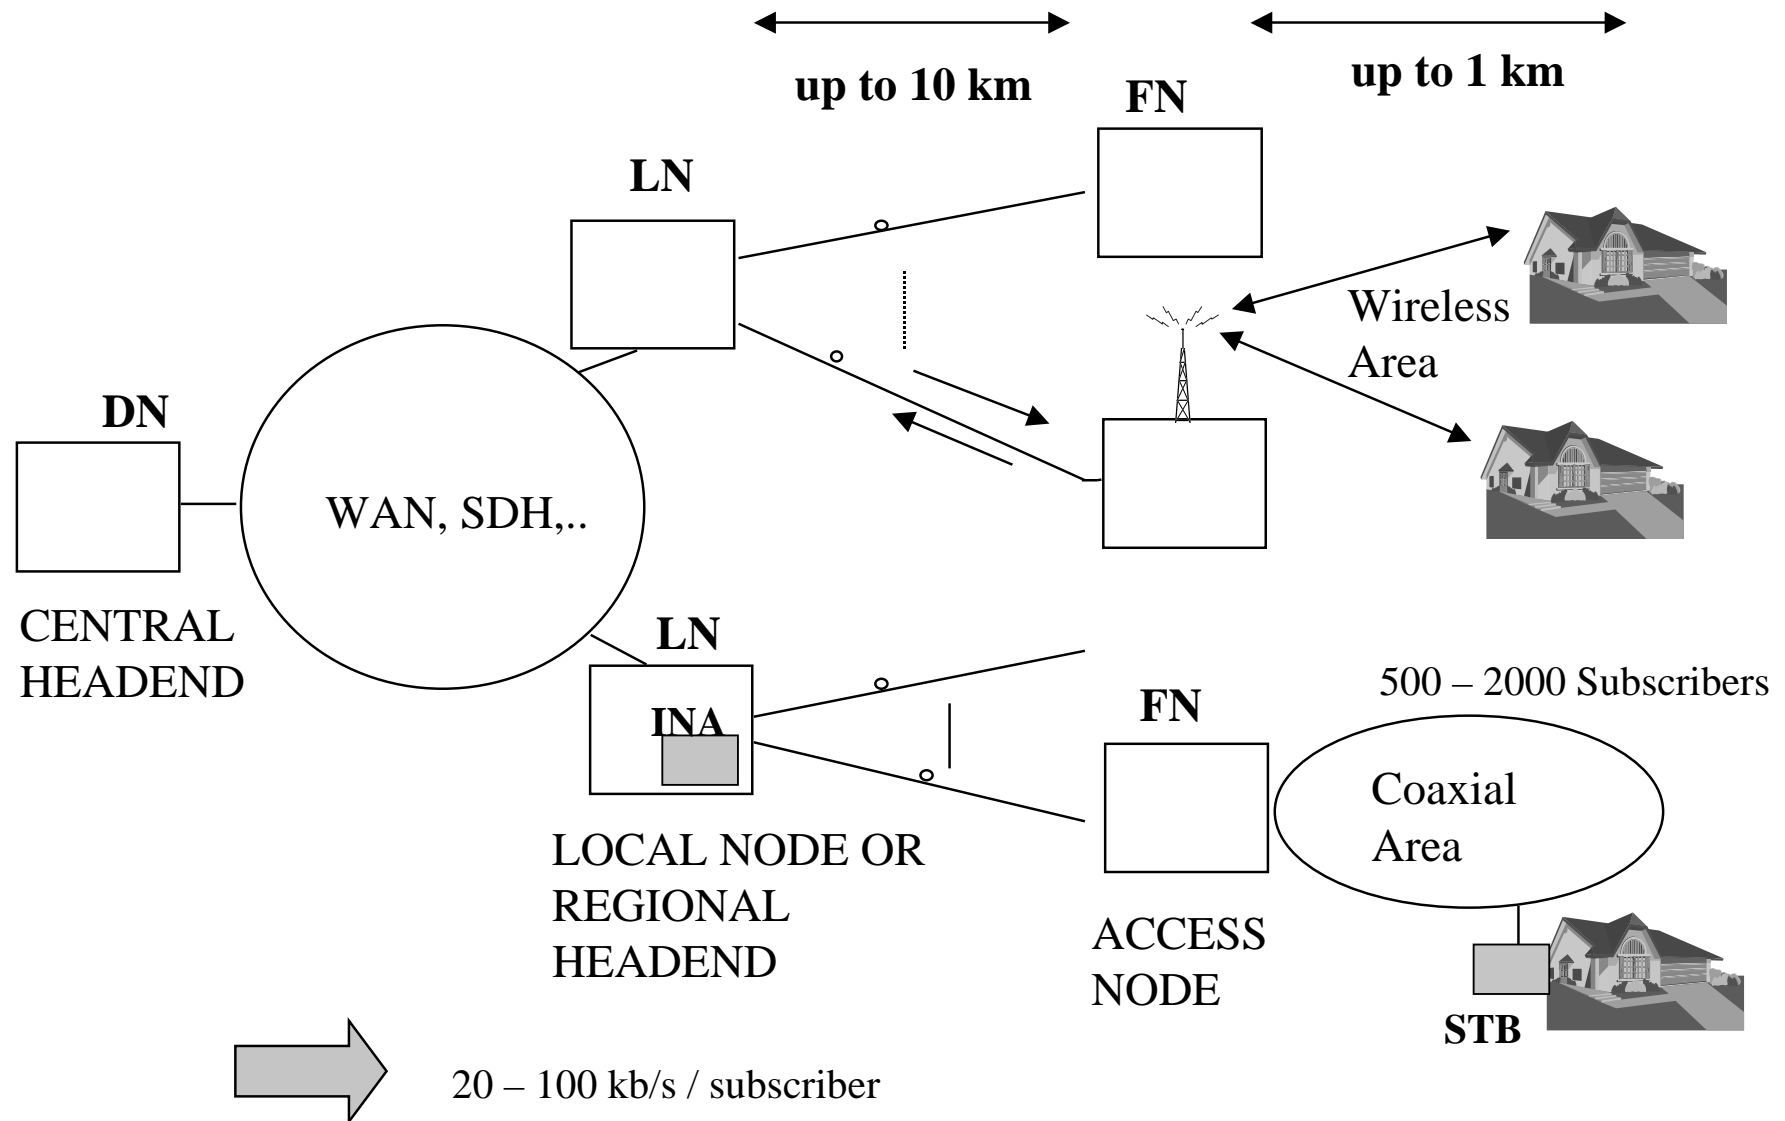 up to 10 km
up to 1 km
FN
LN
Wireless
Area
DN
WAN, SDH,..
CENTRAL
HEADEND
LN
INA
500 – 2000 Subscribers
FN
Coaxial
Area
LOCAL NODE OR
REGIONAL
HEADEND
ACCESS
NODE
STB
20 – 100 kb/s / subscriber